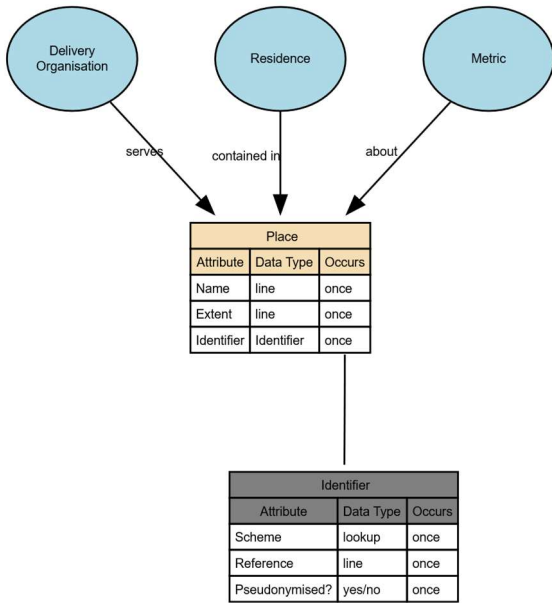 Delivery
Organisation
Residence
Metric
serves
contained in
about
Place
Attribute Data Type Occurs
Name line once
Extent line once
Identifier Identifier once
Identifier
Attribute Data Type Occurs
Scheme lookup once
Reference line once
Pseudonymised? yes/no once